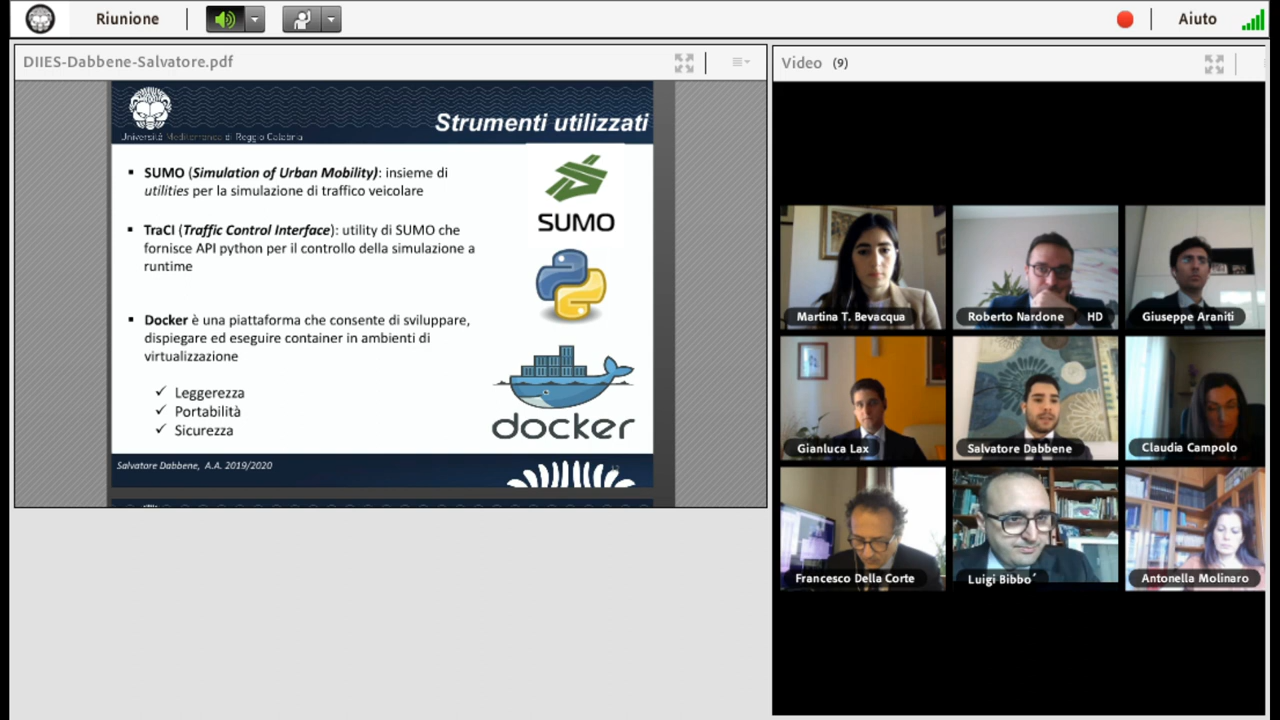 Riunione
Aiuto
DIIES-Dabbene-Salvatore.pdf
Video (9)
Università Mediterranea di Reggio Calabria
Strumenti utilizzati
▪ SUMO (Simulation of Urban Mobility): insieme di
utilities per la simulazione di traffico veicolare
SUMO
▪ TraCI (Traffic Control Interface): utility di SUMO che
fornisce API python per il controllo della simulazione a
runtime
▪ Docker è una piattaforma che consente di sviluppare,
dispiegare ed eseguire container in ambienti di
virtualizzazione
✓ Leggerezza
✓ Portabilità
✓ Sicurezza
docker
Salvatore Dabbene, A.A. 2019/2020
Martina T. Bevacqua
Roberto Nardone HD
Giuseppe Araniti
Gianluca Lax
Salvatore Dabbene
Claudia Campolo
Francesco Della Corte
Luigi Bibbo´
Antonella Molinaro